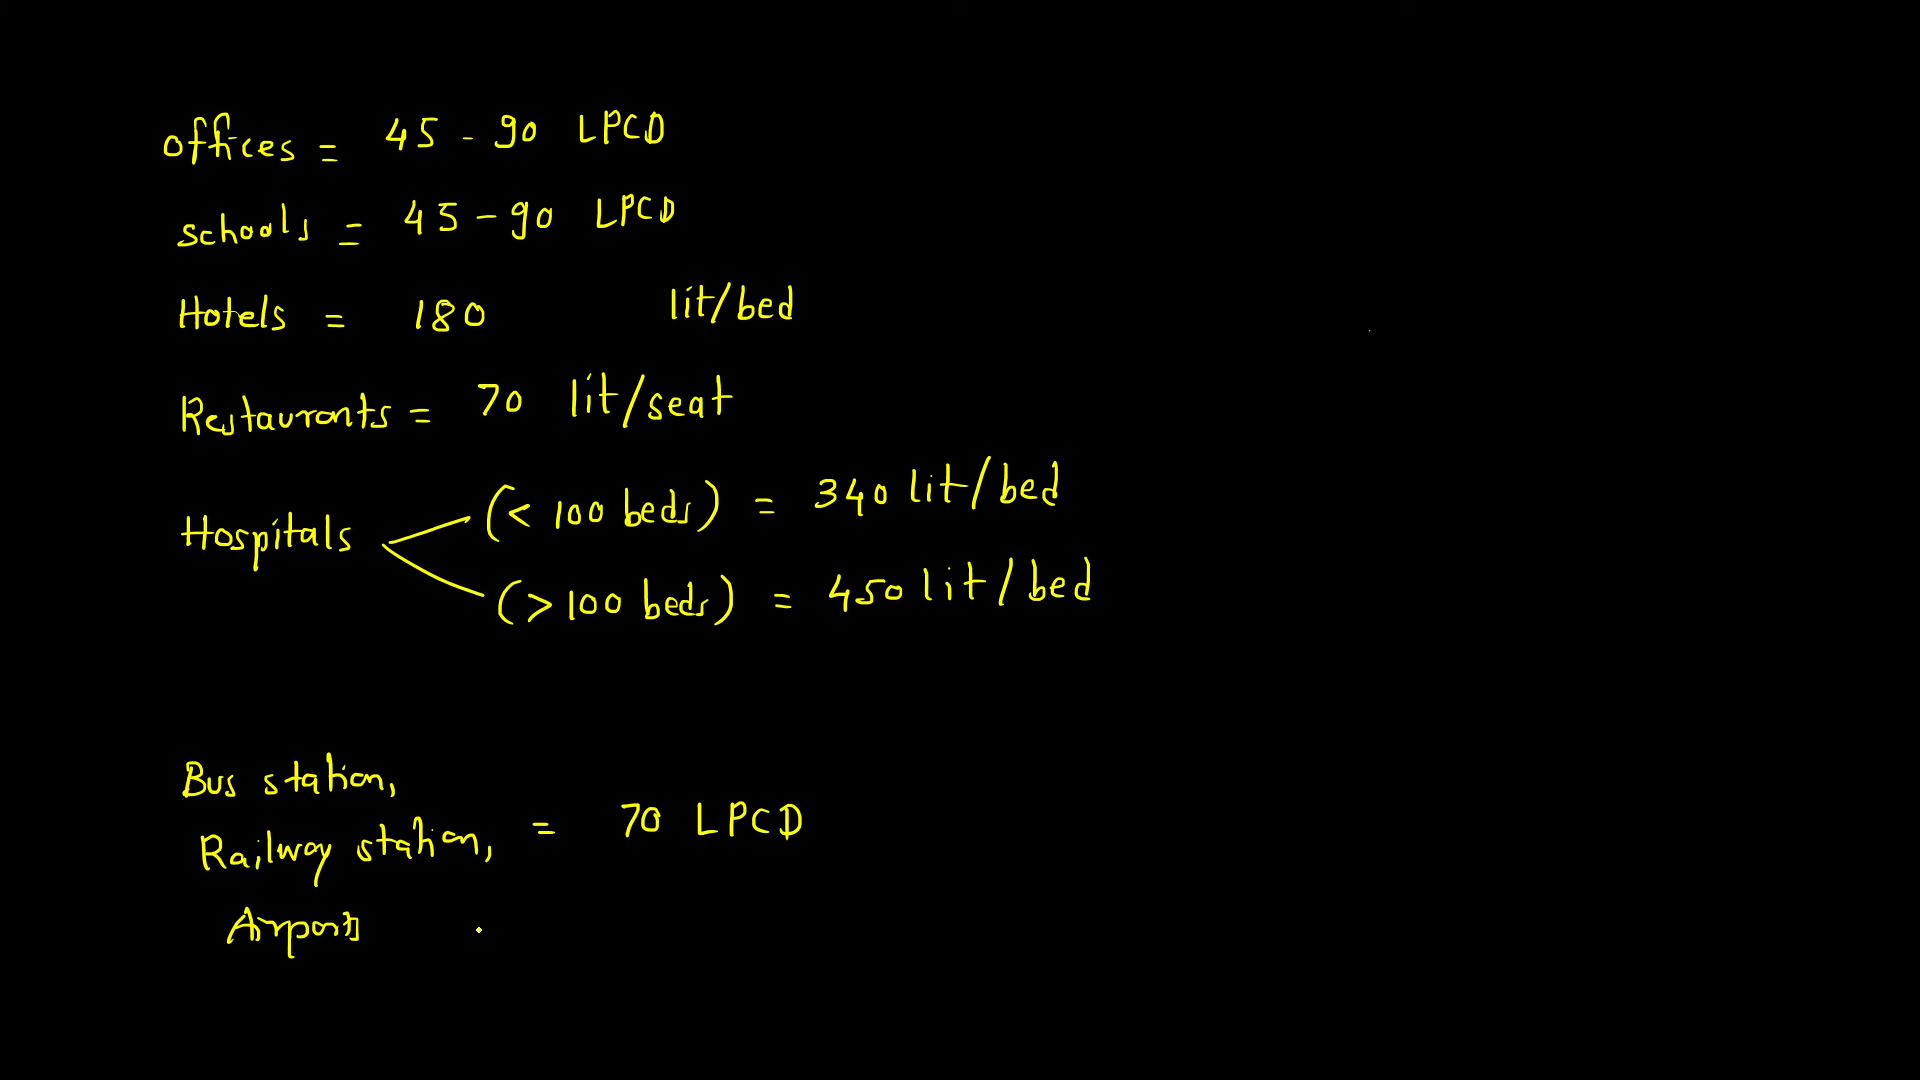 offices = 45 - 90 LPCD
schools = 45 - 90 LPCD
Hotels = 180 lit/bed
Restaurants = 70 lit/seat
Hospitals
(< 100 beds) = 340 lit/bed
(> 100 beds) = 450 lit/bed
Bus station,
Railway station, = 70 LPCD
Airports